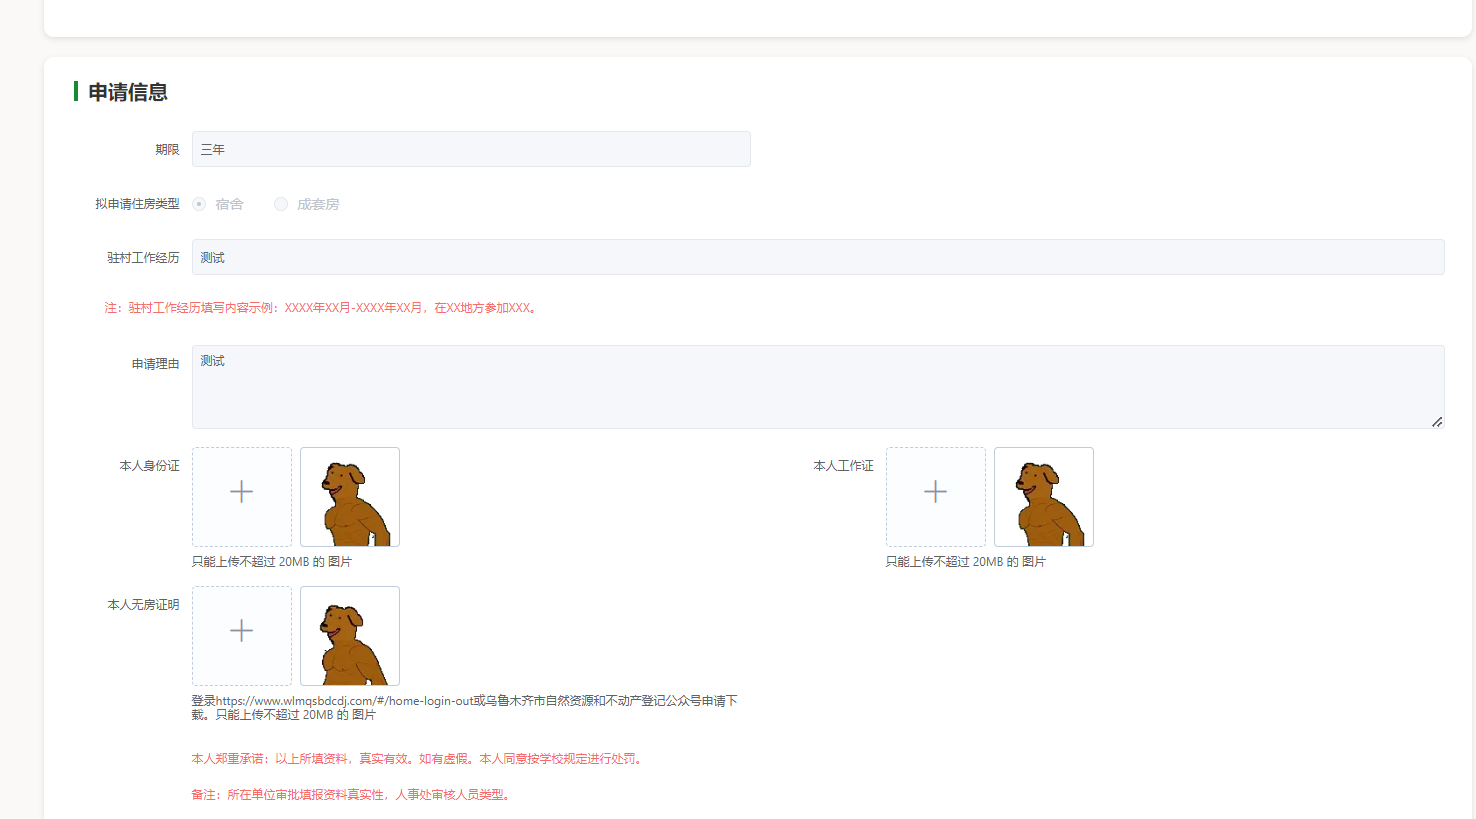 申请信息
期限 三年
拟申请住房类型 宿舍 成套房
驻村工作经历 测试
注：驻村工作经历填写内容示例：XXXX年XX月-XXXX年XX月，在XX地方参加XXX。
申请理由 测试
本人身份证 本人工作证
只能上传不超过 20MB 的 图片 只能上传不超过 20MB 的 图片
本人无房证明
登录https://www.wlmqsbdcdj.com/#/home-login-out或乌鲁木齐市自然资源和不动产登记公众号申请下
载。只能上传不超过 20MB 的 图片
本人郑重承诺：以上所填资料，真实有效。如有虚假。本人同意按学校规定进行处罚。
备注：所在单位审批填报资料真实性，人事处审核人员类型。